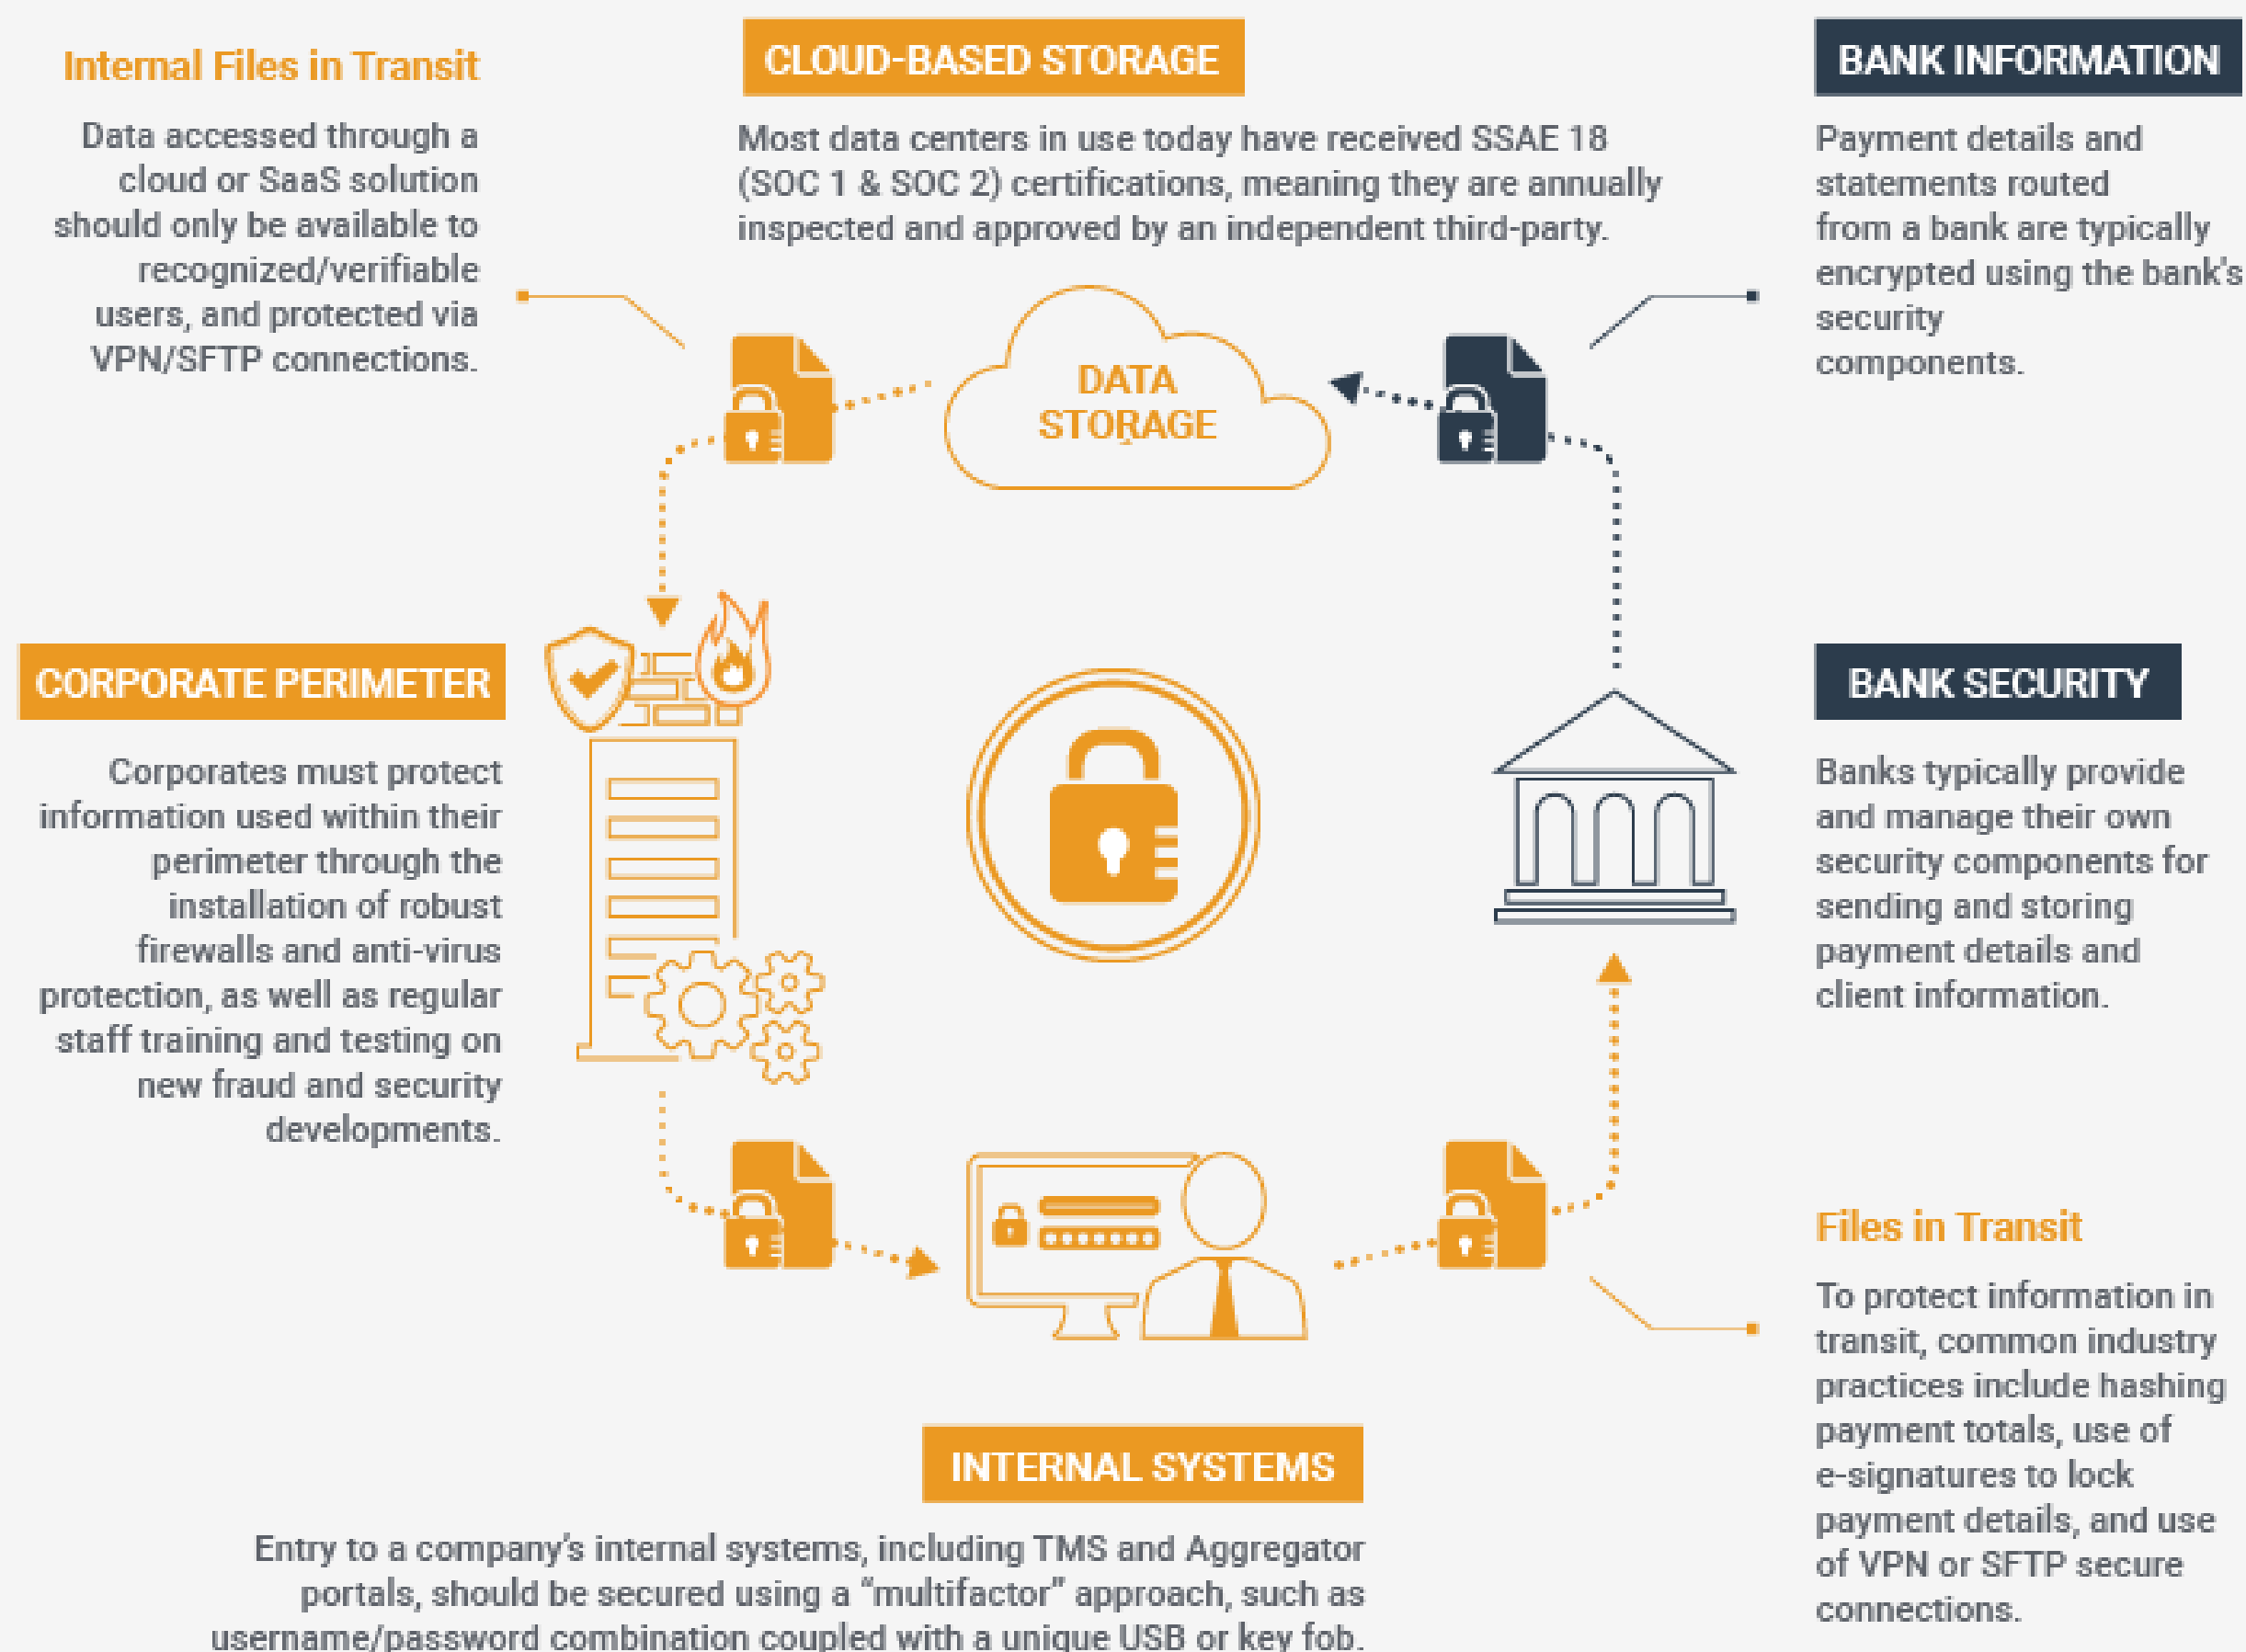 Internal Files in Transit
Data accessed through a
cloud or SaaS solution
should only be available to
recognized/verifiable
users, and protected via
VPN/SFTP connections.
CLOUD-BASED STORAGE
Most data centers in use today have received SSAE 18
(SOC 1 & SOC 2) certifications, meaning they are annually
inspected and approved by an independent third-party.
BANK INFORMATION
Payment details and
statements routed
from a bank are typically
encrypted using the bank's
security
components.
DATA
STORAGE
CORPORATE PERIMETER
Corporates must protect
information used within their
perimeter through the
installation of robust
firewalls and anti-virus
protection, as well as regular
staff training and testing on
new fraud and security
developments.
BANK SECURITY
Banks typically provide
and manage their own
security components for
sending and storing
payment details and
client information.
Files in Transit
To protect information in
transit, common industry
practices include hashing
payment totals, use of
e-signatures to lock
payment details, and use
of VPN or SFTP secure
connections.
INTERNAL SYSTEMS
Entry to a company’s internal systems, including TMS and Aggregator
portals, should be secured using a “multifactor” approach, such as
username/password combination coupled with a unique USB or key fob.